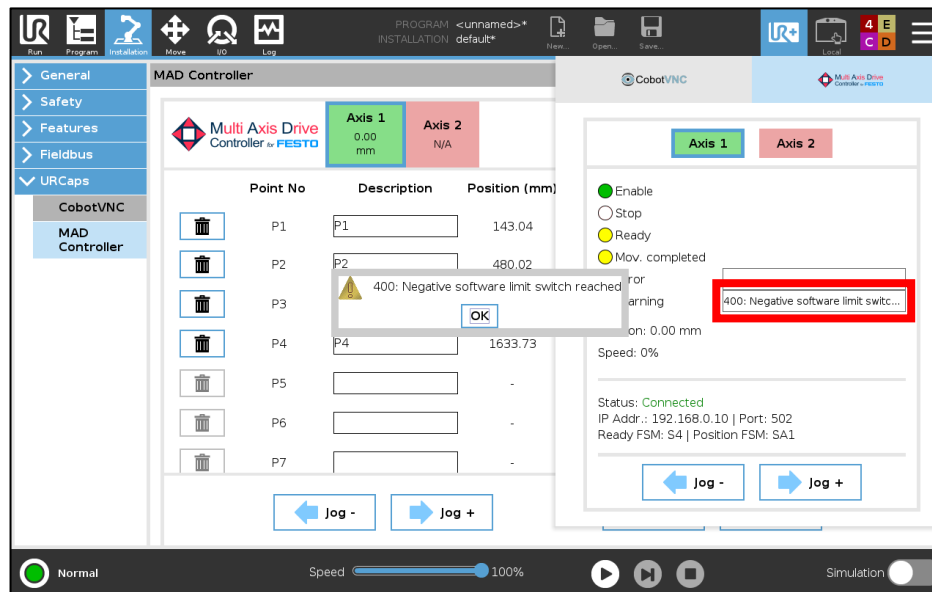 Run
Program
Installation
Move
I/O
Log
PROGRAM <unnamed>*
INSTALLATION default*
New...
Open...
Save...
UR+
Local
4 E
C D
General
Safety
Features
Fieldbus
URCaps
CobotVNC
MAD
Controller
MAD Controller
Multi Axis Drive
Controller for FESTO
Axis 1
0.00
mm
Axis 2
N/A
Point No Description Position (mm)
P1 P1 143.04
P2 P2 480.02
P3
P4 P4 1633.73
P5 -
P6 -
P7 -
Jog - Jog +
400: Negative software limit switch reached
OK
CobotVNC
Multi Axis Drive
Controller for FESTO
Axis 1 Axis 2
Enable
Stop
Ready
Mov. completed
ror
arning 400: Negative software limit switc...
on: 0.00 mm
Speed: 0%
Status: Connected
IP Addr.: 192.168.0.10 | Port: 502
Ready FSM: S4 | Position FSM: SA1
Jog - Jog +
Normal
Speed 100%
Simulation